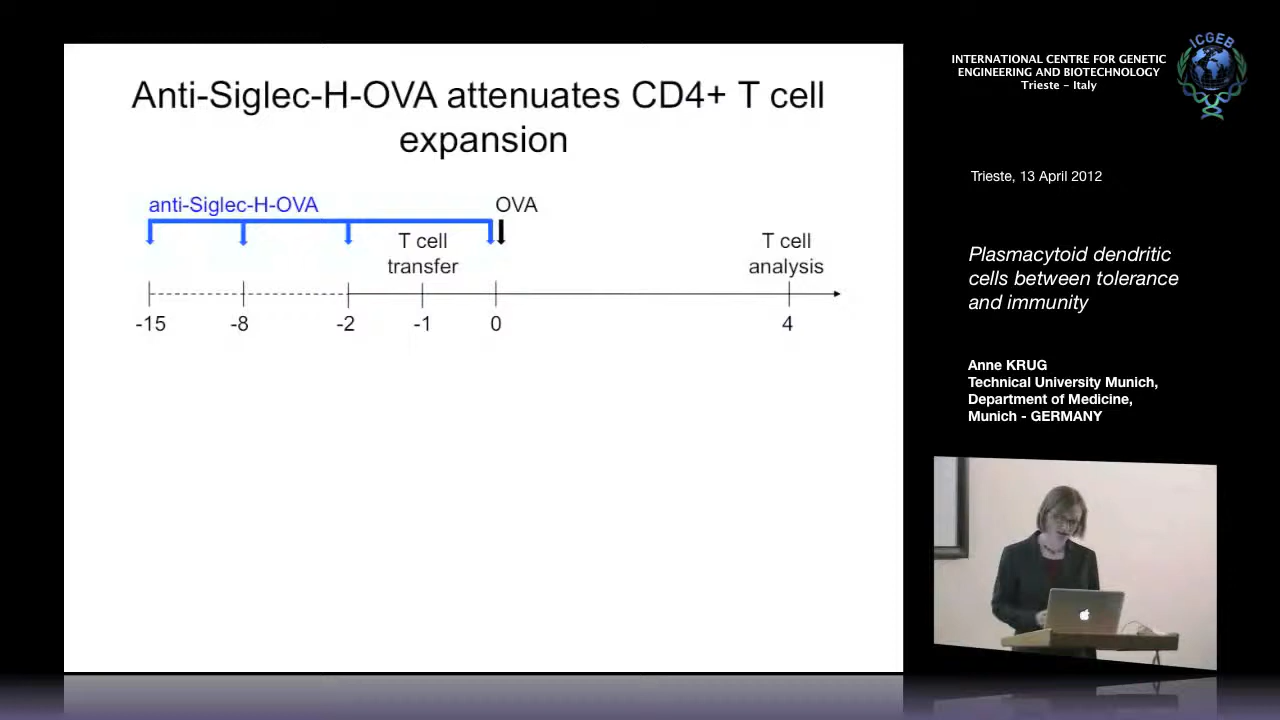 Anti-Siglec-H-OVA attenuates CD4+ T cell
expansion
anti-Siglec-H-OVA
OVA
T cell
transfer
T cell
analysis
-15
-8
-2
-1
0
4
INTERNATIONAL CENTRE FOR GENETIC
ENGINEERING AND BIOTECHNOLOGY
Trieste - Italy
ICGEB
Trieste, 13 April 2012
Plasmacytoid dendritic
cells between tolerance
and immunity
Anne KRUG
Technical University Munich,
Department of Medicine,
Munich - GERMANY